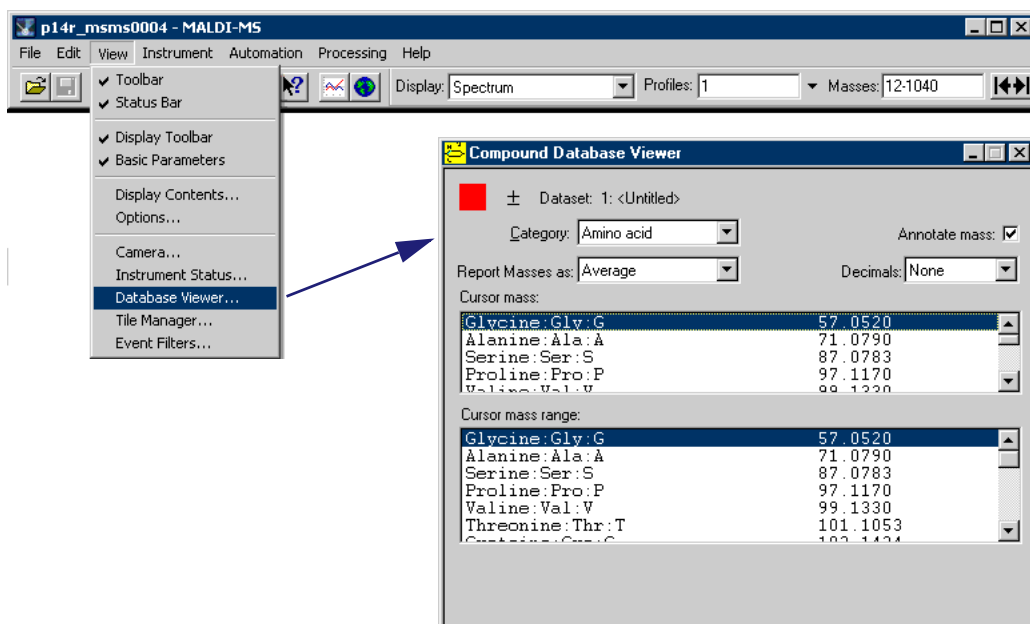 p14r_msms0004 - MALDI-MS
File Edit View Instrument Automation Processing Help
Display: Spectrum Profiles: 1 Masses: 12-1040
Toolbar
Status Bar
Display Toolbar
Basic Parameters
Display Contents...
Options...
Camera...
Instrument Status...
Database Viewer...
Tile Manager...
Event Filters...
Compound Database Viewer
± Dataset: 1: <Untitled>
Category: Amino acid Annotate mass:
Report Masses as: Average Decimals: None
Cursor mass:
Glycine:Gly:G 57.0520
Alanine:Ala:A 71.0790
Serine:Ser:S 87.0783
Proline:Pro:P 97.1170
Valine:Val:V 99.1330
Cursor mass range:
Glycine:Gly:G 57.0520
Alanine:Ala:A 71.0790
Serine:Ser:S 87.0783
Proline:Pro:P 97.1170
Valine:Val:V 99.1330
Threonine:Thr:T 101.1053